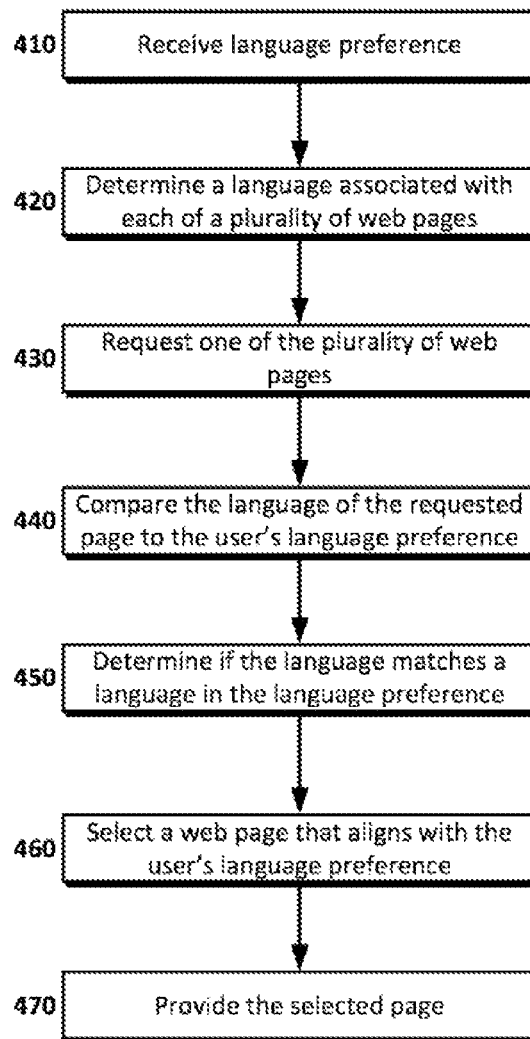 410 Receive language preference
Determine a language associated with
420
each of a plurality of web pages
Request one of the plurality of web
430
pages
Compare the language of the requested
440
page to the user's language preference
Determine if the language matches a
450
language in the language preference
Select a web page that aligns with the
460
user's language preference
470 Provide the selected page